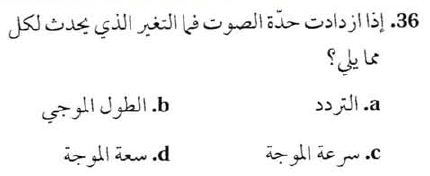 36. إذا ازدادت حدّة الصوت فما التغير الذي يحدث لكل
مما يلي؟
a. التردد b. الطول الموجي
c. سرعة الموجة d. سعة الموجة